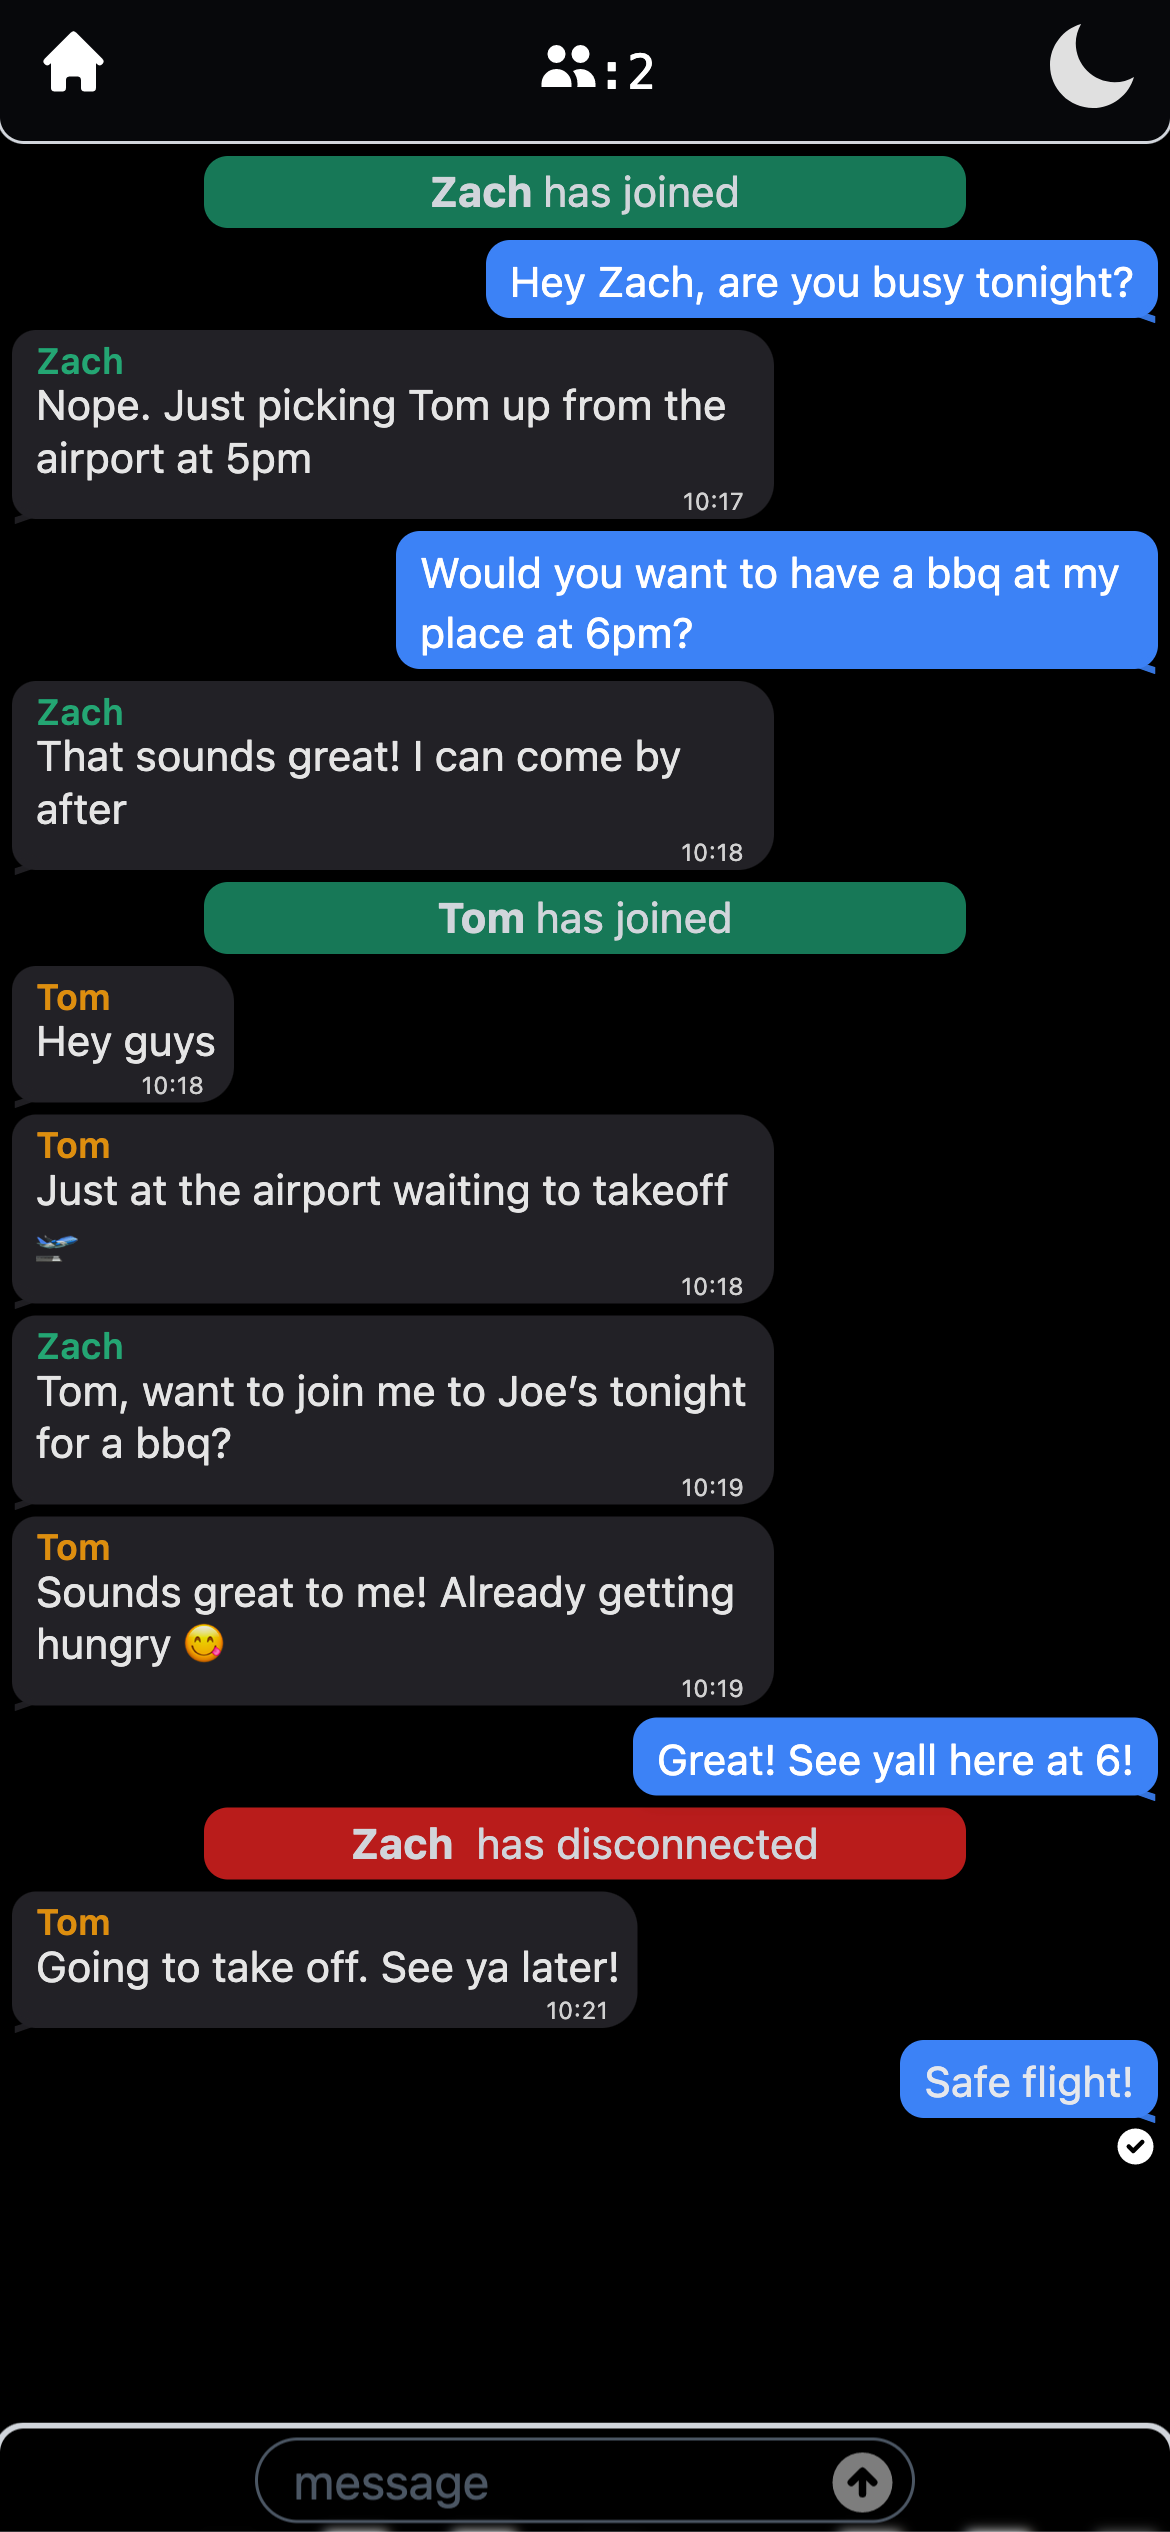 :2
Zach has joined
Hey Zach, are you busy tonight?
Zach
Nope. Just picking Tom up from the
airport at 5pm
10:17
Would you want to have a bbq at my
place at 6pm?
Zach
That sounds great! I can come by
after
10:18
Tom has joined
Tom
Hey guys
10:18
Tom
Just at the airport waiting to takeoff
🛫
10:18
Zach
Tom, want to join me to Joe’s tonight
for a bbq?
10:19
Tom
Sounds great to me! Already getting
hungry 😋
10:19
Great! See yall here at 6!
Zach has disconnected
Tom
Going to take off. See ya later!
10:21
Safe flight!
message